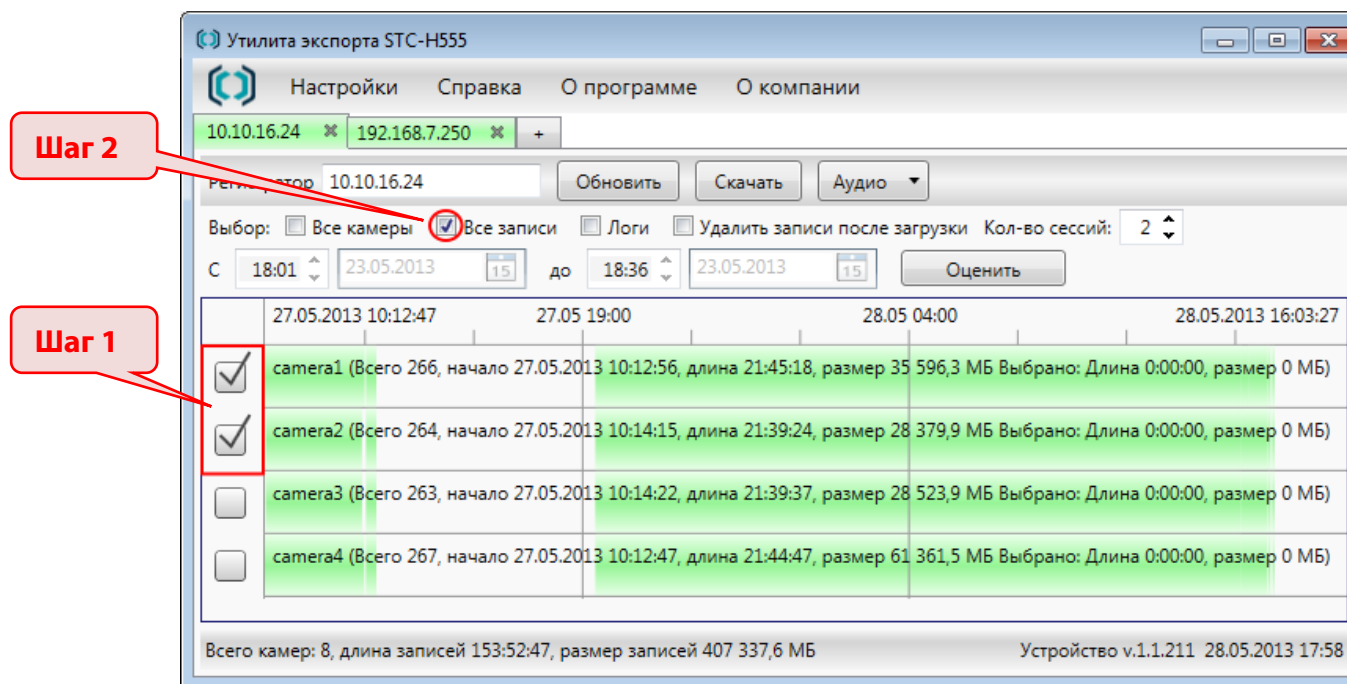 Утилита экспорта STC-H555
Настройки Справка О программе О компании
10.10.16.24 192.168.7.250 +
Шаг 2
Регистратор 10.10.16.24 Обновить Скачать Аудио
Выбор: Все камеры Все записи Логи Удалить записи после загрузки Кол-во сессий: 2
С 18:01 23.05.2013 15 до 18:36 23.05.2013 15 Оценить
27.05.2013 10:12:47 27.05 19:00 28.05 04:00 28.05.2013 16:03:27
Шаг 1
camera1 (Всего 266, начало 27.05.2013 10:12:56, длина 21:45:18, размер 35 596,3 МБ Выбрано: Длина 0:00:00, размер 0 МБ)
camera2 (Всего 264, начало 27.05.2013 10:14:15, длина 21:39:24, размер 28 379,9 МБ Выбрано: Длина 0:00:00, размер 0 МБ)
camera3 (Всего 263, начало 27.05.2013 10:14:22, длина 21:39:37, размер 28 523,9 МБ Выбрано: Длина 0:00:00, размер 0 МБ)
camera4 (Всего 267, начало 27.05.2013 10:12:47, длина 21:44:47, размер 61 361,5 МБ Выбрано: Длина 0:00:00, размер 0 МБ)
Всего камер: 8, длина записей 153:52:47, размер записей 407 337,6 МБ Устройство v.1.1.211 28.05.2013 17:58